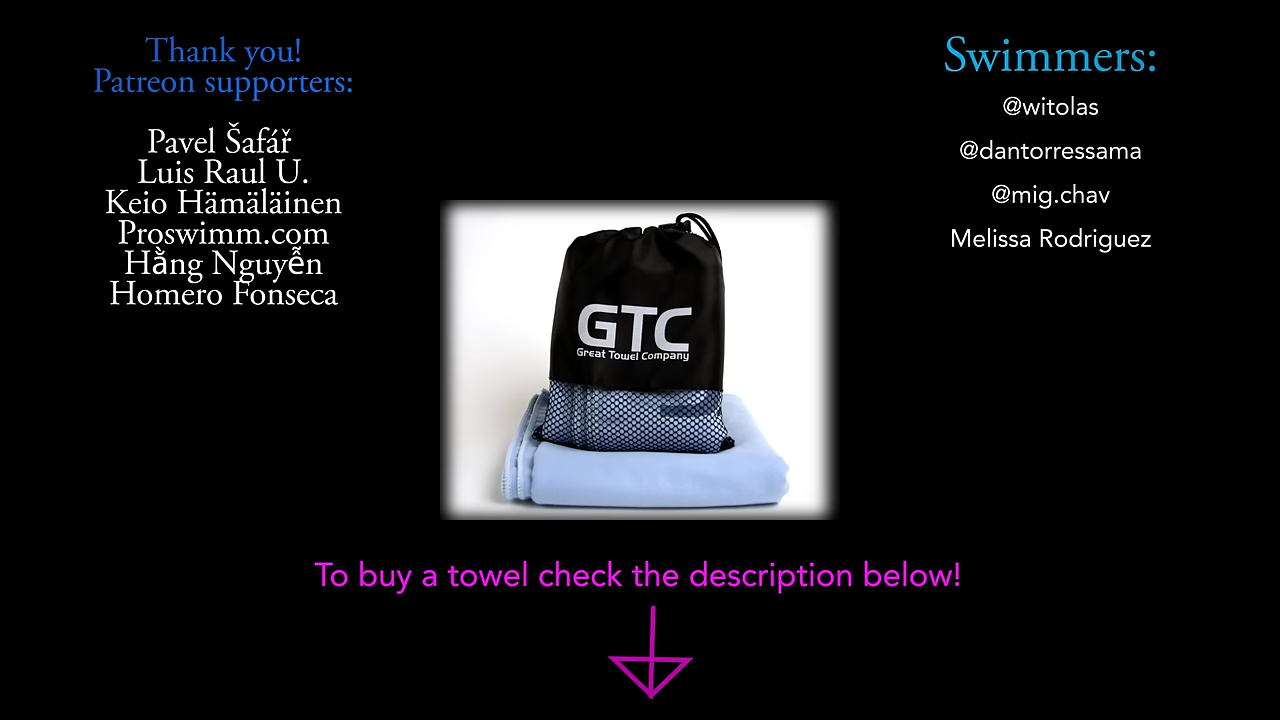 Thank you!
Patreon supporters:
Pavel Šafář
Luis Raul U.
Keio Hämäläinen
Proswimm.com
Hằng Nguyễn
Homero Fonseca
Swimmers:
@witolas
@dantorressama
@mig.chav
Melissa Rodriguez
GTC
Great Towel Company
To buy a towel check the description below!